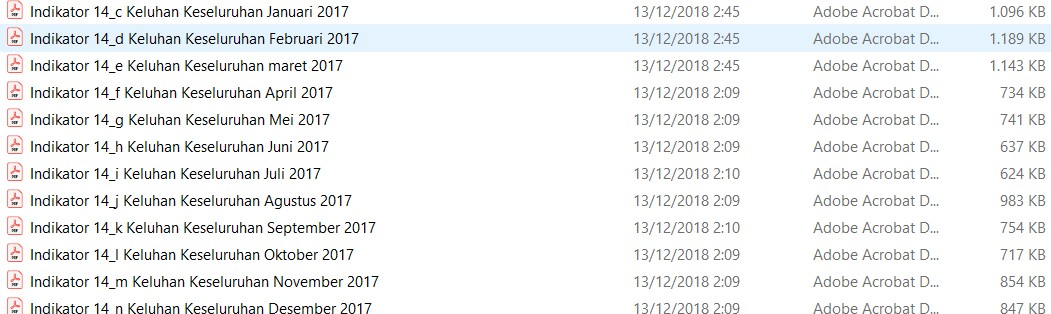 Indikator 14_c Keluhan Keseluruhan Januari 2017 13/12/2018 2:45 Adobe Acrobat D... 1.096 KB
Indikator 14_d Keluhan Keseluruhan Februari 2017 13/12/2018 2:45 Adobe Acrobat D... 1.189 KB
Indikator 14_e Keluhan Keseluruhan maret 2017 13/12/2018 2:45 Adobe Acrobat D... 1.143 KB
Indikator 14_f Keluhan Keseluruhan April 2017 13/12/2018 2:09 Adobe Acrobat D... 734 KB
Indikator 14_g Keluhan Keseluruhan Mei 2017 13/12/2018 2:09 Adobe Acrobat D... 741 KB
Indikator 14_h Keluhan Keseluruhan Juni 2017 13/12/2018 2:09 Adobe Acrobat D... 637 KB
Indikator 14_i Keluhan Keseluruhan Juli 2017 13/12/2018 2:10 Adobe Acrobat D... 624 KB
Indikator 14_j Keluhan Keseluruhan Agustus 2017 13/12/2018 2:09 Adobe Acrobat D... 983 KB
Indikator 14_k Keluhan Keseluruhan September 2017 13/12/2018 2:10 Adobe Acrobat D... 754 KB
Indikator 14_l Keluhan Keseluruhan Oktober 2017 13/12/2018 2:09 Adobe Acrobat D... 717 KB
Indikator 14_m Keluhan Keseluruhan November 2017 13/12/2018 2:09 Adobe Acrobat D... 854 KB
Indikator 14_n Keluhan Keseluruhan Desember 2017 13/12/2018 2:09 Adobe Acrobat D... 847 KB